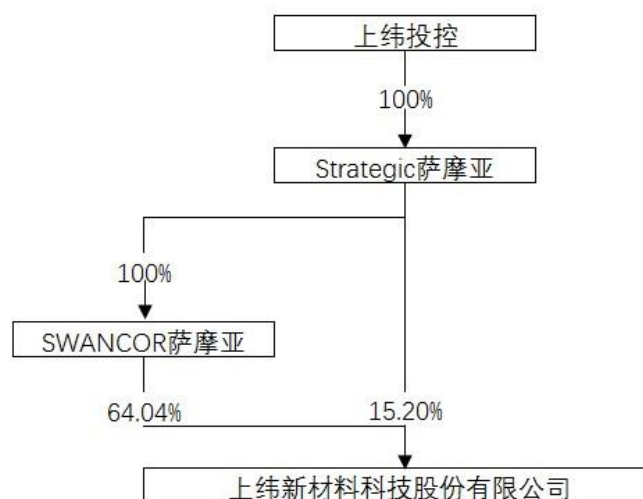 上纬投控
100%
Strategic萨摩亚
100%
SWANCOR萨摩亚
64.04%
15.20%
上纬新材料科技股份有限公司